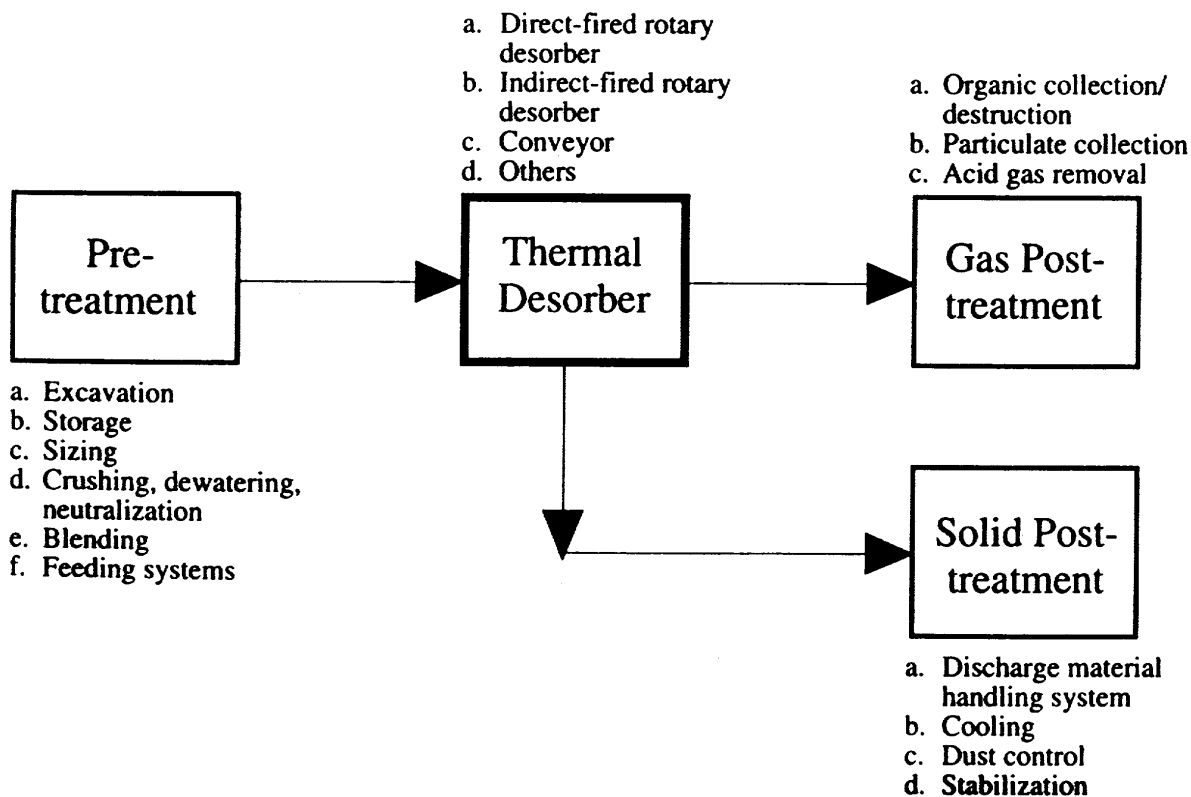 a. Direct-fired rotary
desorber
b. Indirect-fired rotary
desorber
c. Conveyor
d. Others
a. Organic collection/
destruction
b. Particulate collection
c. Acid gas removal
Pre-
treatment
Thermal
Desorber
Gas Post-
treatment
a. Excavation
b. Storage
c. Sizing
d. Crushing, dewatering,
neutralization
e. Blending
f. Feeding systems
Solid Post-
treatment
a. Discharge material
handling system
b. Cooling
c. Dust control
d. Stabilization